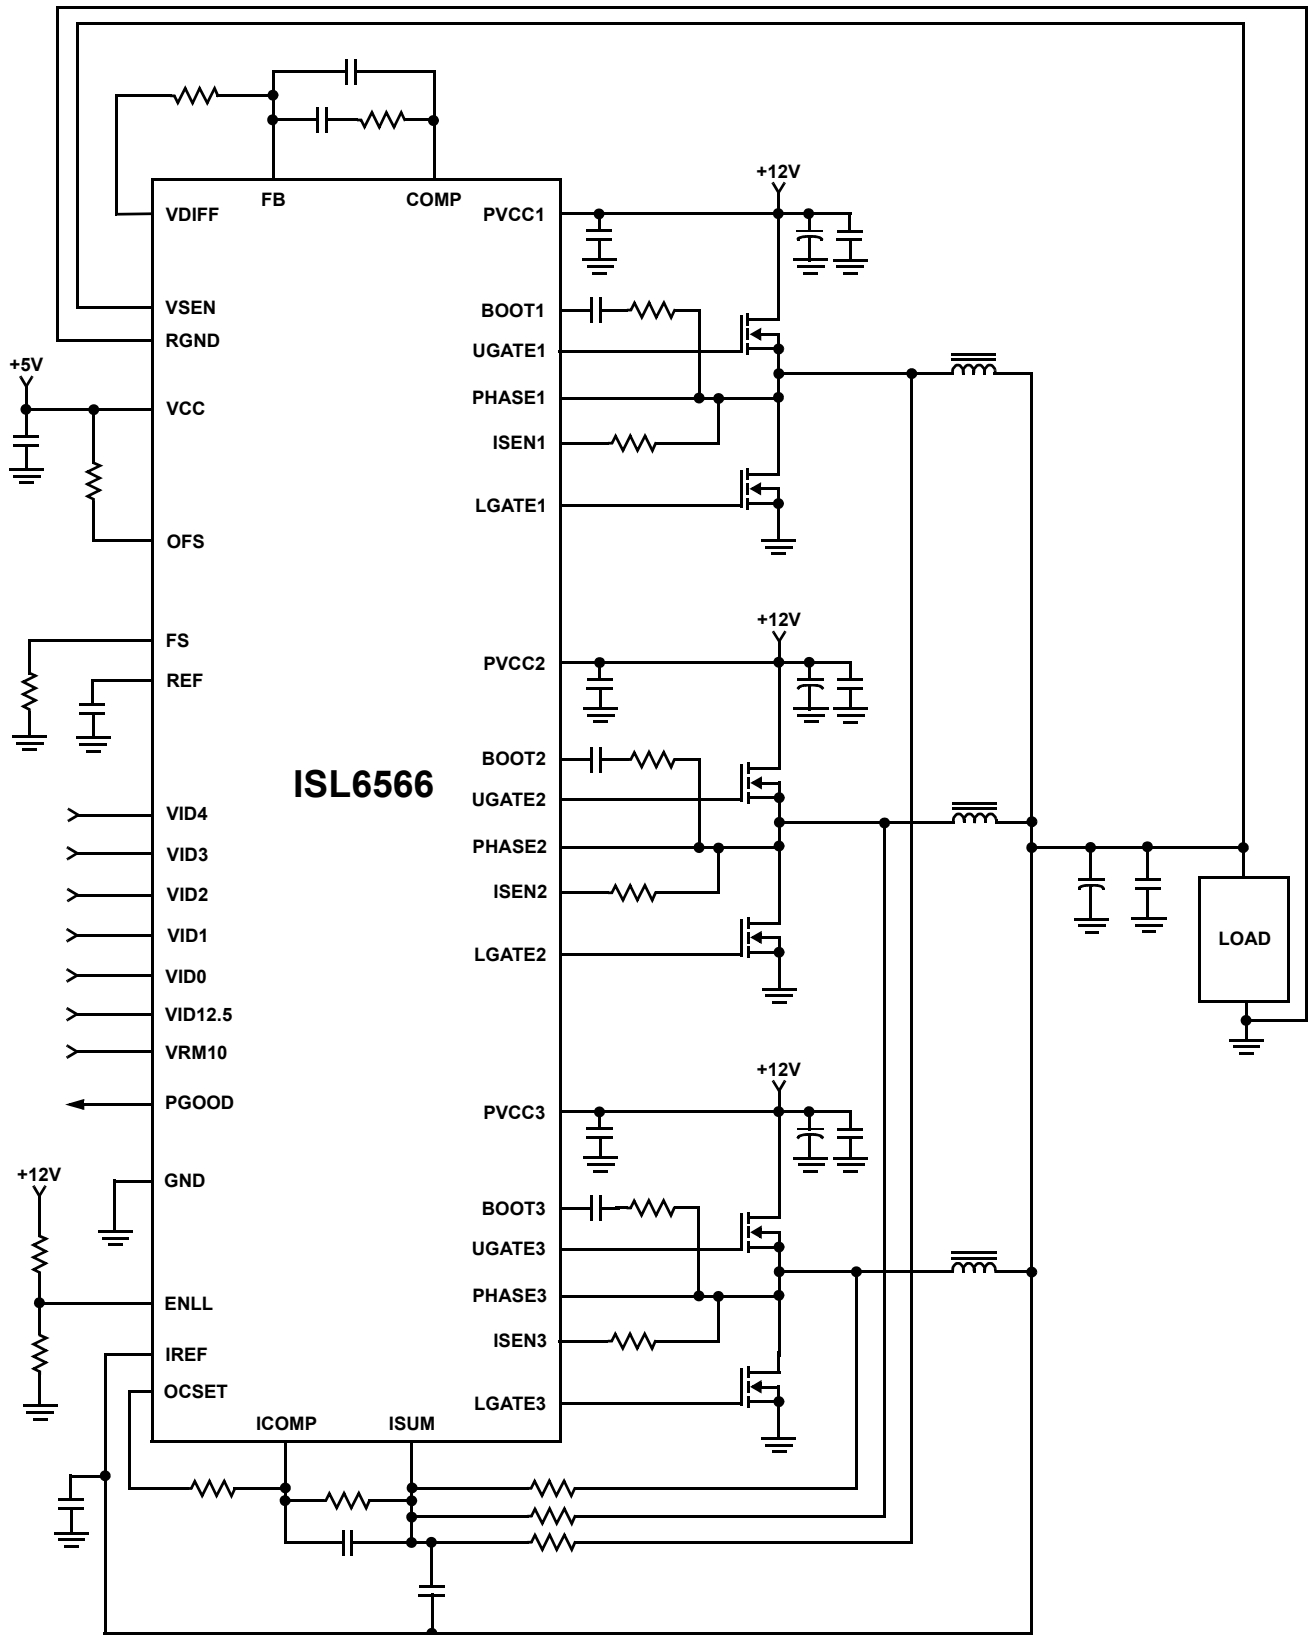 FB
COMP
VDIFF
VSEN
RGND
+5V
VCC
OFS
FS
REF
ISL6566
VID4
VID3
VID2
VID1
VID0
VID12.5
VRM10
PGOOD
GND
+12V
ENLL
IREF
OCSET
ICOMP
ISUM
+12V
PVCC1
BOOT1
UGATE1
PHASE1
ISEN1
LGATE1
+12V
PVCC2
BOOT2
UGATE2
PHASE2
ISEN2
LGATE2
+12V
PVCC3
BOOT3
UGATE3
PHASE3
ISEN3
LGATE3
LOAD